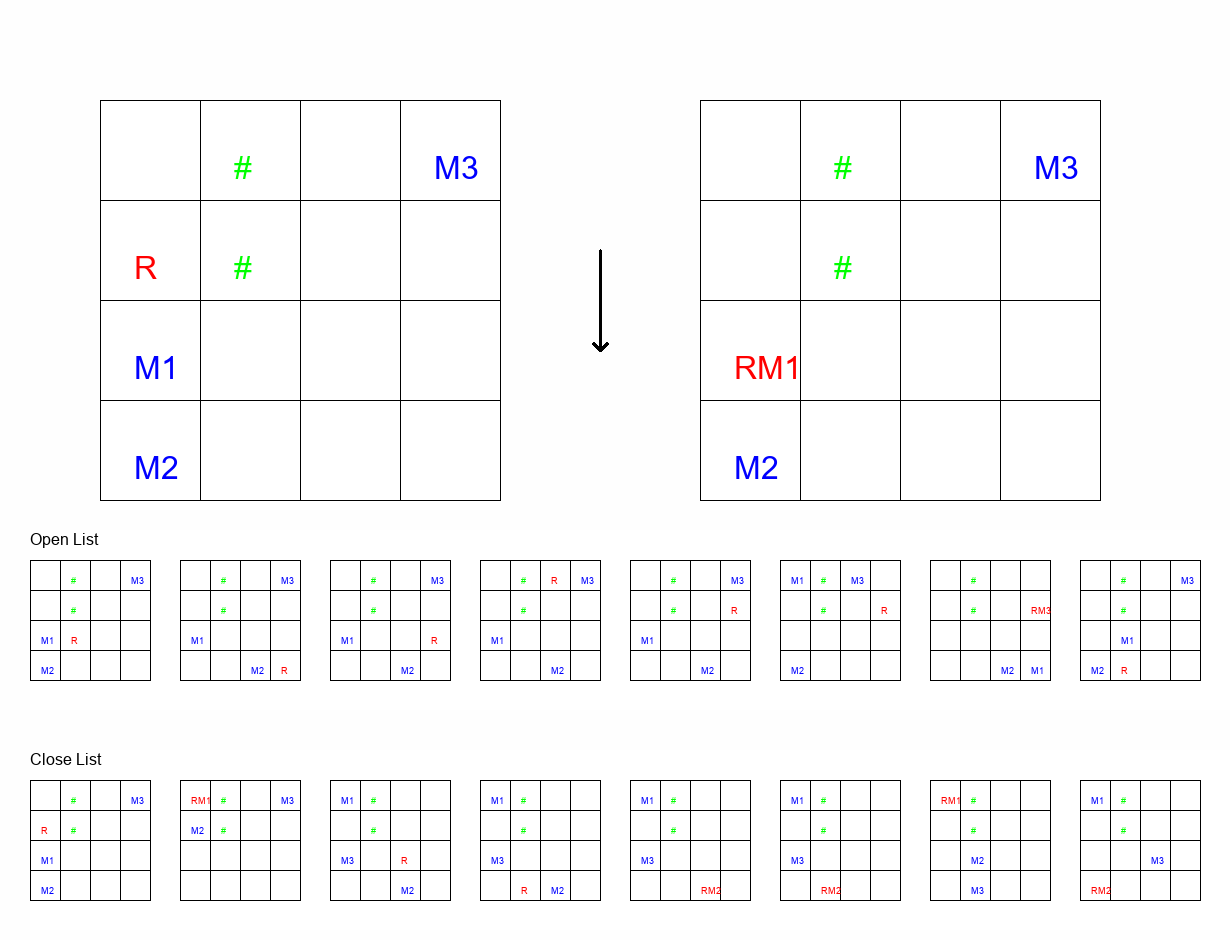 # M3 # M3
R # #
M1 RM1
M2 M2
Open List
# M3 # M3 # M3 # R M3 # M3 M1 # M3 # # M3
# # # # # R # R # RM3 #
M1 R M1 M1 R M1 M1 M1
M2 M2 R M2 M2 M2 M2 M2 M1 M2 R
Close List
# M3 RM1 # M3 M1 # M1 # M1 # M1 # RM1 # M1 #
R # M2 # # # # # # #
M1 M3 R M3 M3 M3 M2 M3
M2 M2 R M2 RM2 RM2 M3 RM2